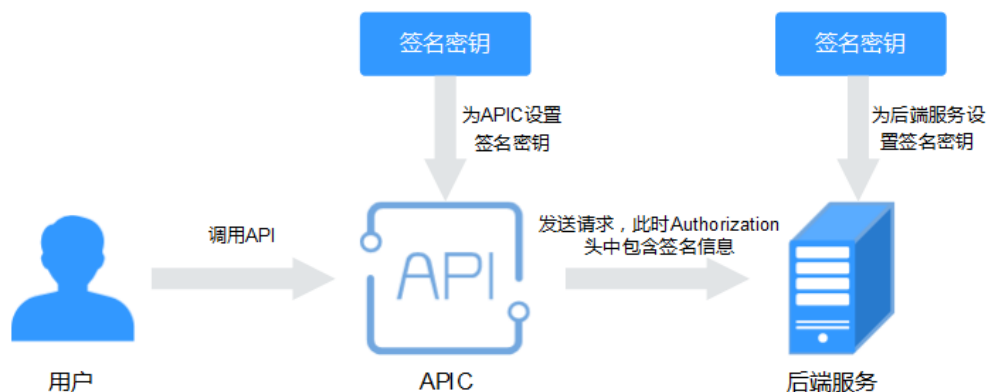 签名密钥
签名密钥
为APIC设置
签名密钥
为后端服务设
置签名密钥
调用API
发送请求，此时Authorization
头中包含签名信息
API
用户
APIC
后端服务